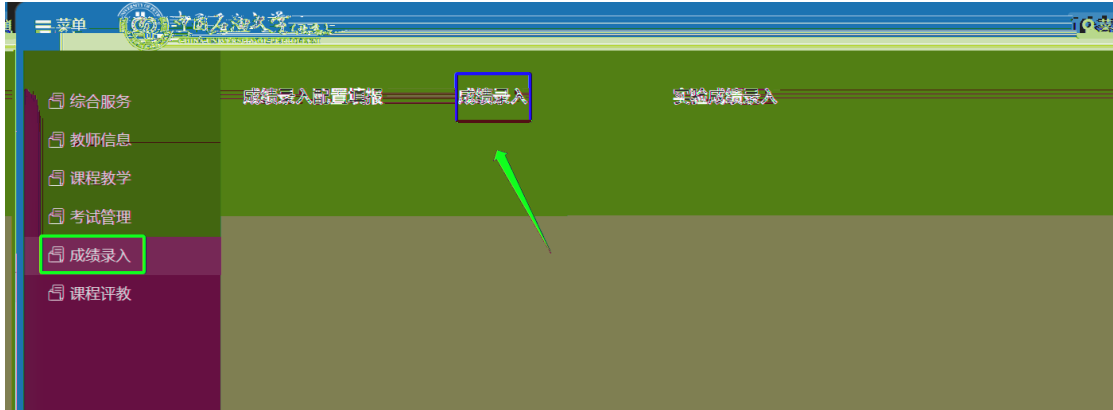 菜单
中国石油大学
综合服务
成绩录入配置填报 成绩录入 实验成绩录入
教师信息
课程教学
考试管理
成绩录入
课程评教